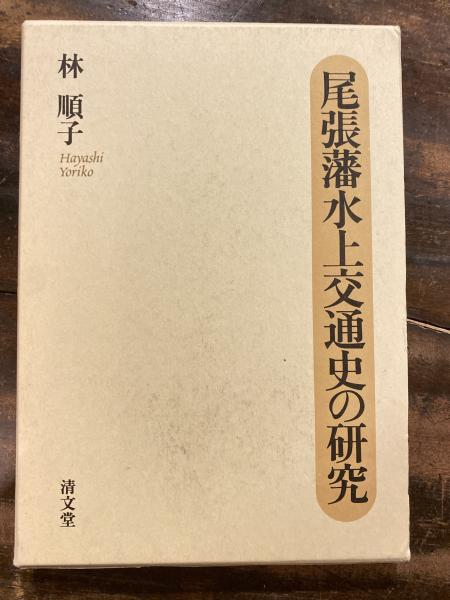 尾張藩水上交通史の研究
林 順子
Hayashi
Yoriko
清文堂